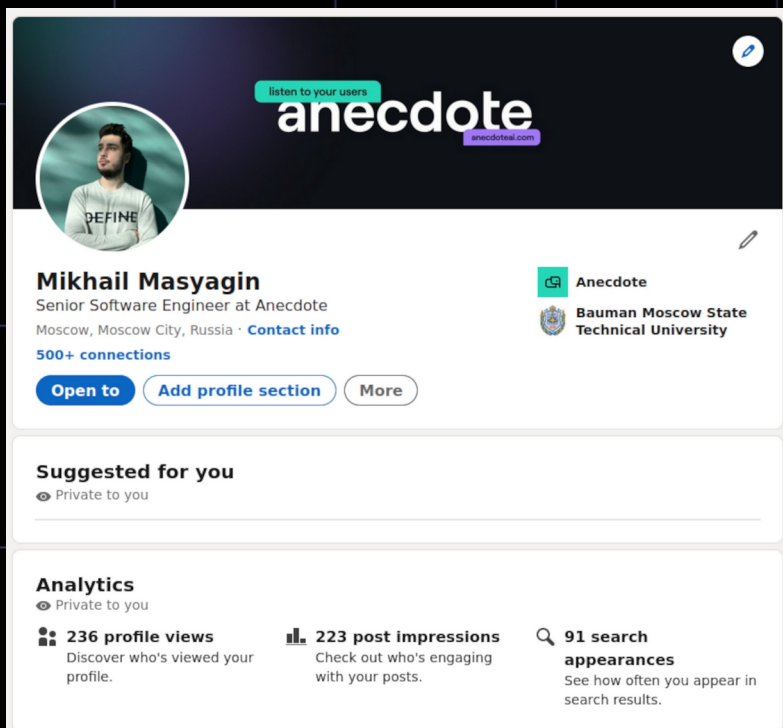 listen to your users
anecdote
anecdoteai.com
DEFINE
Mikhail Masyagin
Senior Software Engineer at Anecdote
Moscow, Moscow City, Russia · Contact info
500+ connections
Open to
Add profile section
More
Anecdote
Bauman Moscow State
Technical University
Suggested for you
Private to you
Analytics
Private to you
236 profile views
Discover who's viewed your
profile.
223 post impressions
Check out who's engaging
with your posts.
91 search
appearances
See how often you appear in
search results.